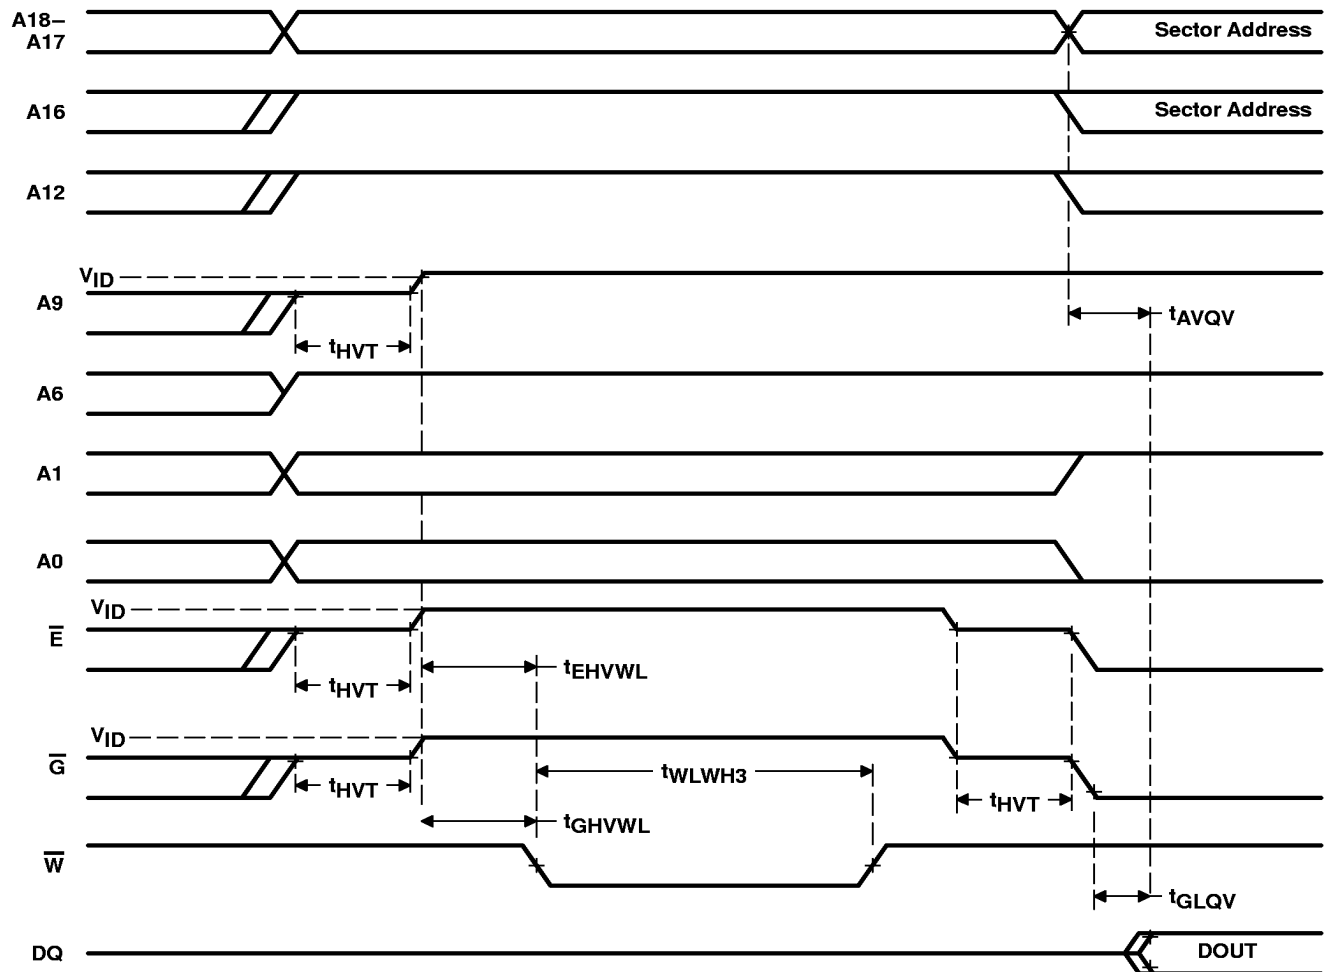 A18–
A17
Sector Address
A16
Sector Address
A12
VID
A9
tAVQV
tHVT
A6
A1
A0
VID
E̅
tEHVWL
tHVT
VID
G̅
tWLWH3
tHVT
tHVT
tGHVWL
W̅
tGLQV
DQ
DOUT